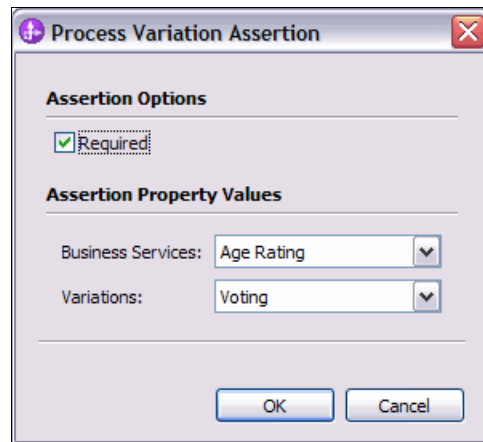 Process Variation Assertion
Assertion Options
Required
Assertion Property Values
Business Services: Age Rating
Variations: Voting
OK Cancel